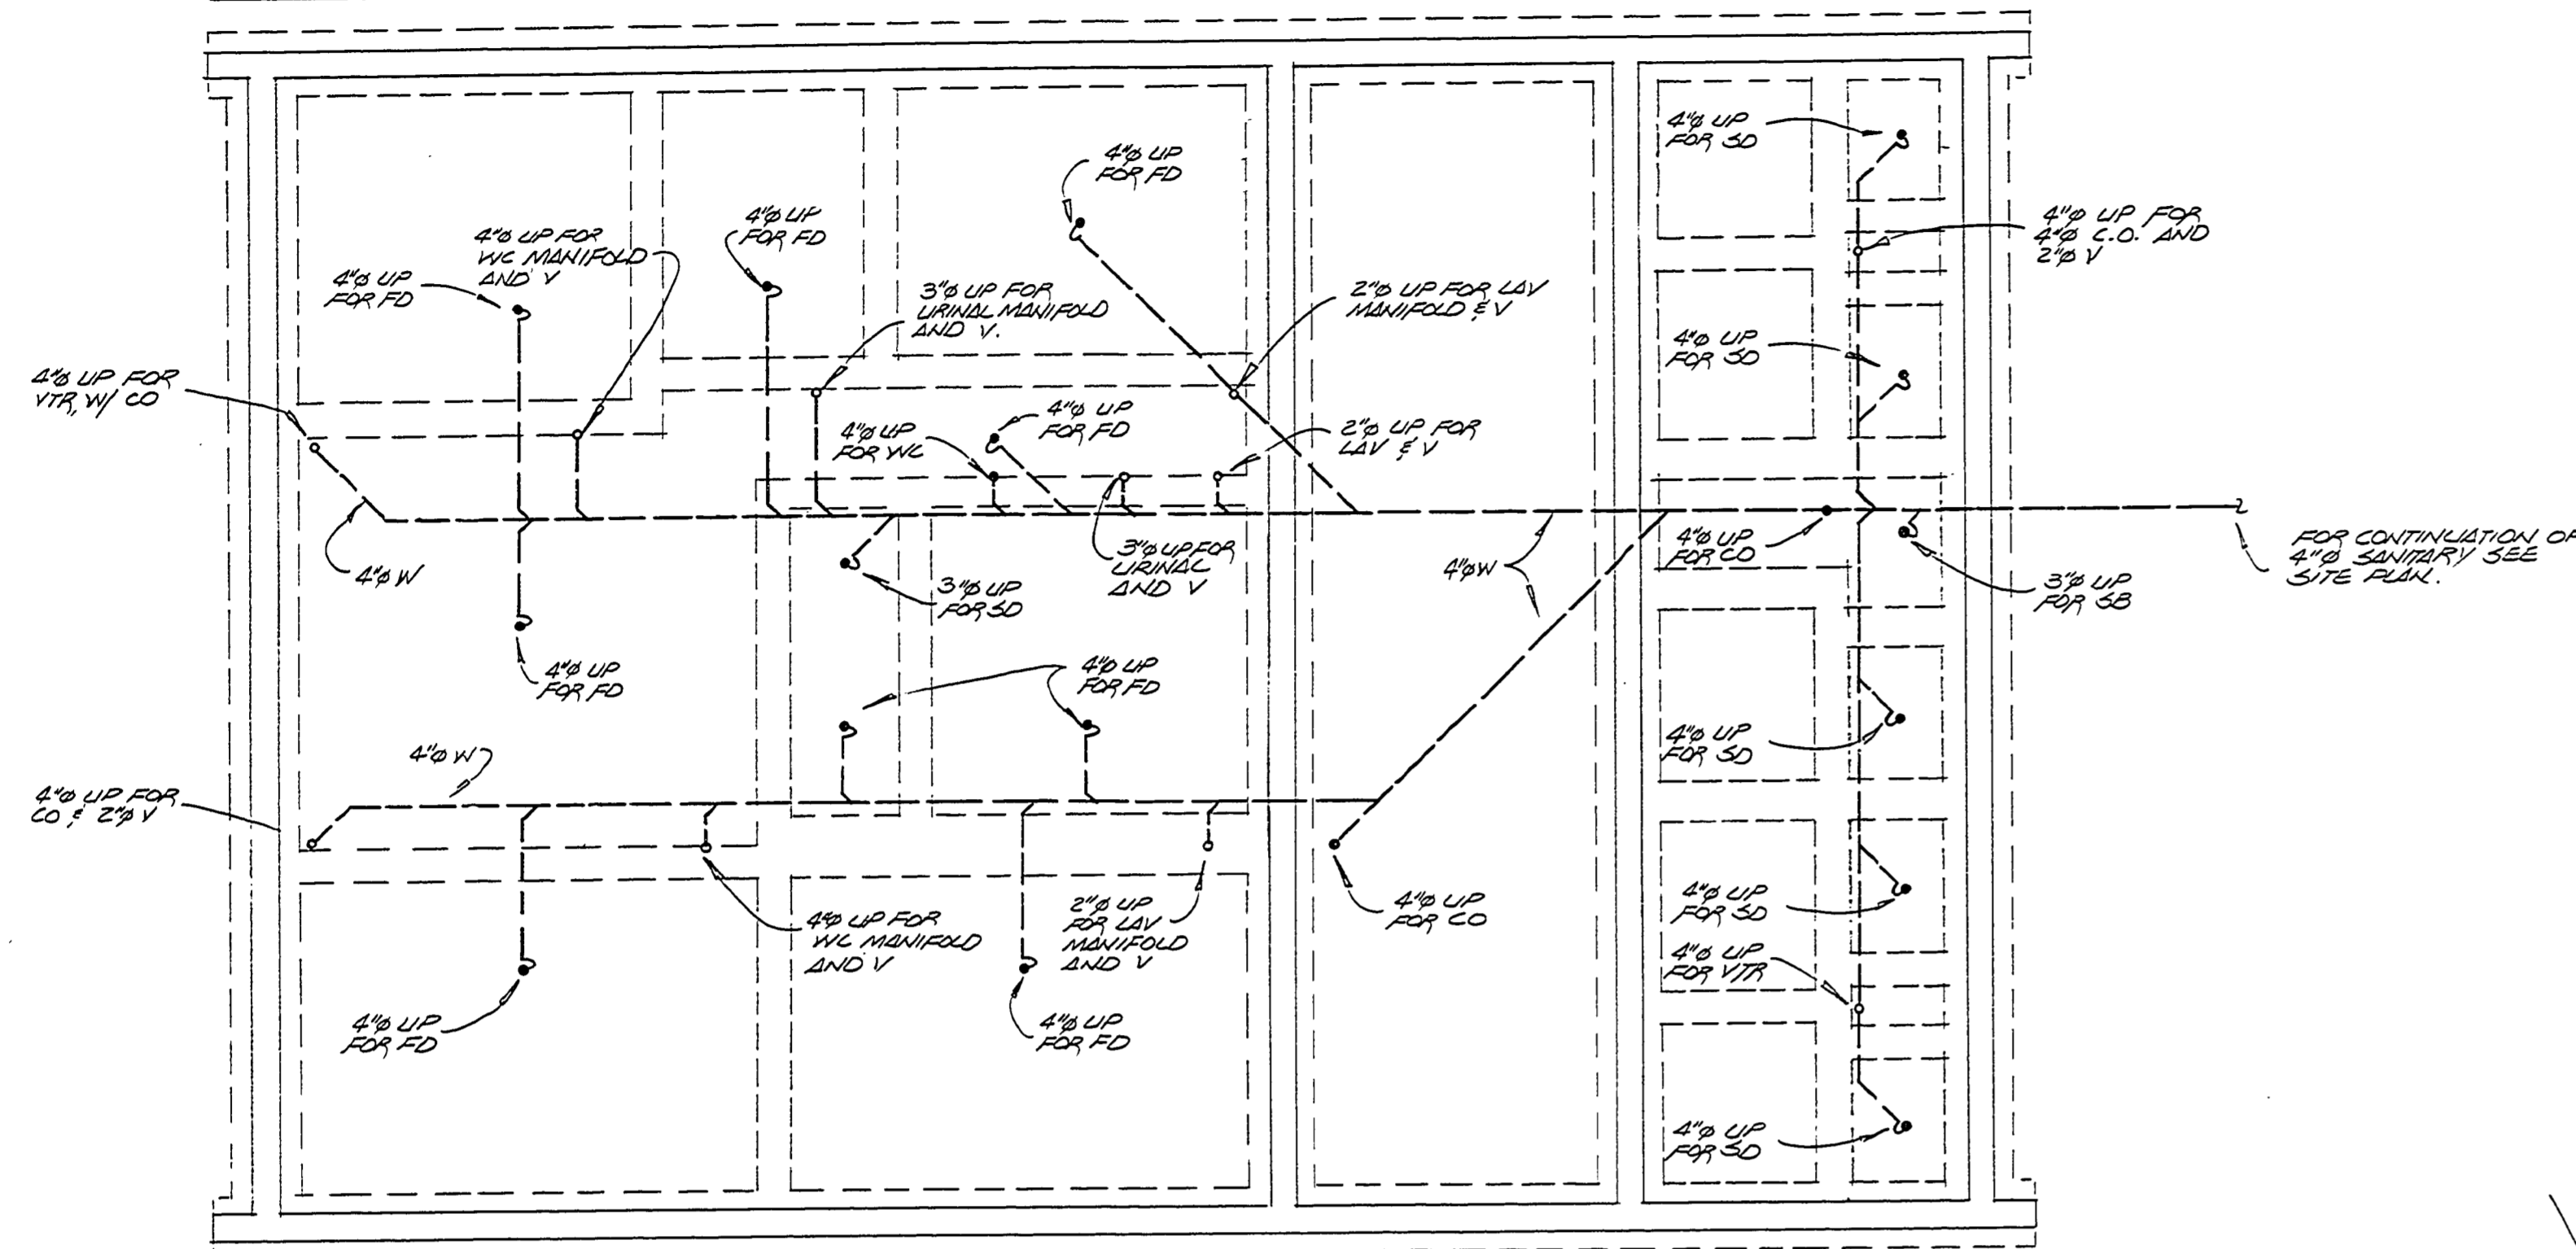 4"ø UP
FOR SD
4"ø UP
FOR FD
4"ø UP
FOR FD
4"ø UP FOR
WC MANIFOLD
AND V
4"ø UP FOR
4"ø C.O. AND
2"ø V
4"ø UP
FOR FD
3"ø UP FOR
URINAL MANIFOLD
AND V.
2"ø UP FOR LAV
MANIFOLD & V
4"ø UP
FOR SD
4"ø UP FOR
VTR, W/ CO
4"ø UP
FOR FD
4"ø UP
FOR WC
2"ø UP FOR
LAV & V
4"ø W
3"ø UP
FOR SD
3"ø UP FOR
URINAL
AND V
4"ø W
4"ø UP
FOR CO
3"ø UP
FOR SB
FOR CONTINUATION OF
4"ø SANITARY SEE
SITE PLAN.
4"ø UP
FOR FD
4"ø UP
FOR FD
4"ø UP
FOR SD
4"ø W
4"ø UP FOR
CO & 2"ø V
4"ø UP FOR
WC MANIFOLD
AND V
2"ø UP
FOR LAV
MANIFOLD
AND V
4"ø UP
FOR CO
4"ø UP
FOR SD
4"ø UP
FOR VTR
4"ø UP
FOR FD
4"ø UP
FOR FD
4"ø UP
FOR SD